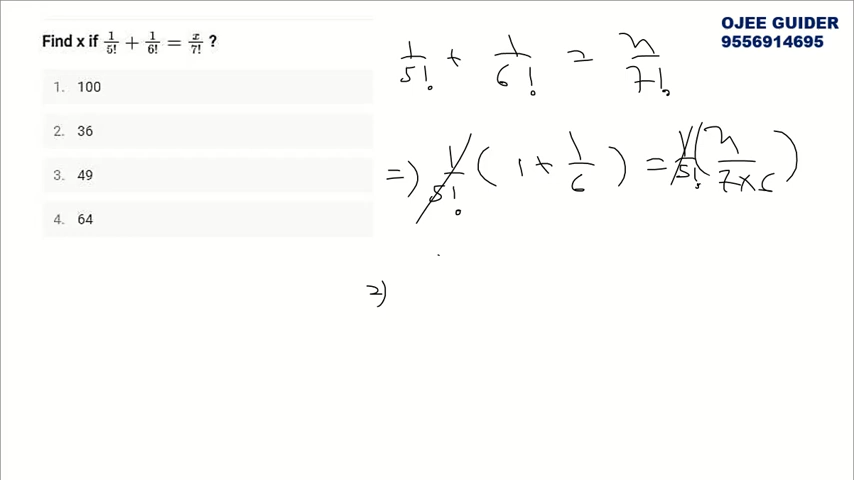 OJEE GUIDER
9556914695
Find x if 1/5! + 1/6! = x/7! ?
1. 100
2. 36
3. 49
4. 64
1/5! + 1/6! = x/7!
=) 1/5! ( 1 + 1/6 ) = 1/5! ( x/7×6 )
=)